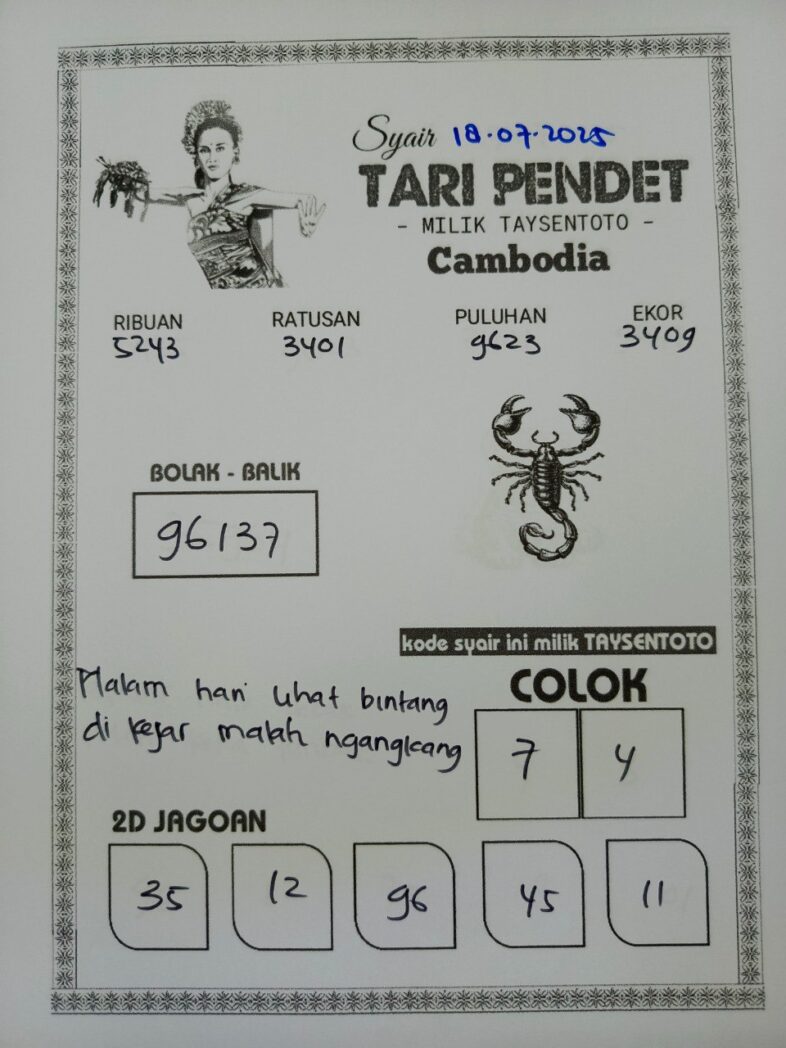 Syair 18.07.2025
TARI PENDET
- MILIK TAYSENTOTO -
Cambodia
RIBUAN RATUSAN PULUHAN EKOR
5243 3401 9623 3409
BOLAK - BALIK
96137
kode syair ini milik TAYSENTOTO
Malam hari lihat bintang
di kejar malah ngangkang
COLOK
7 4
2D JAGOAN
35 12 96 45 11